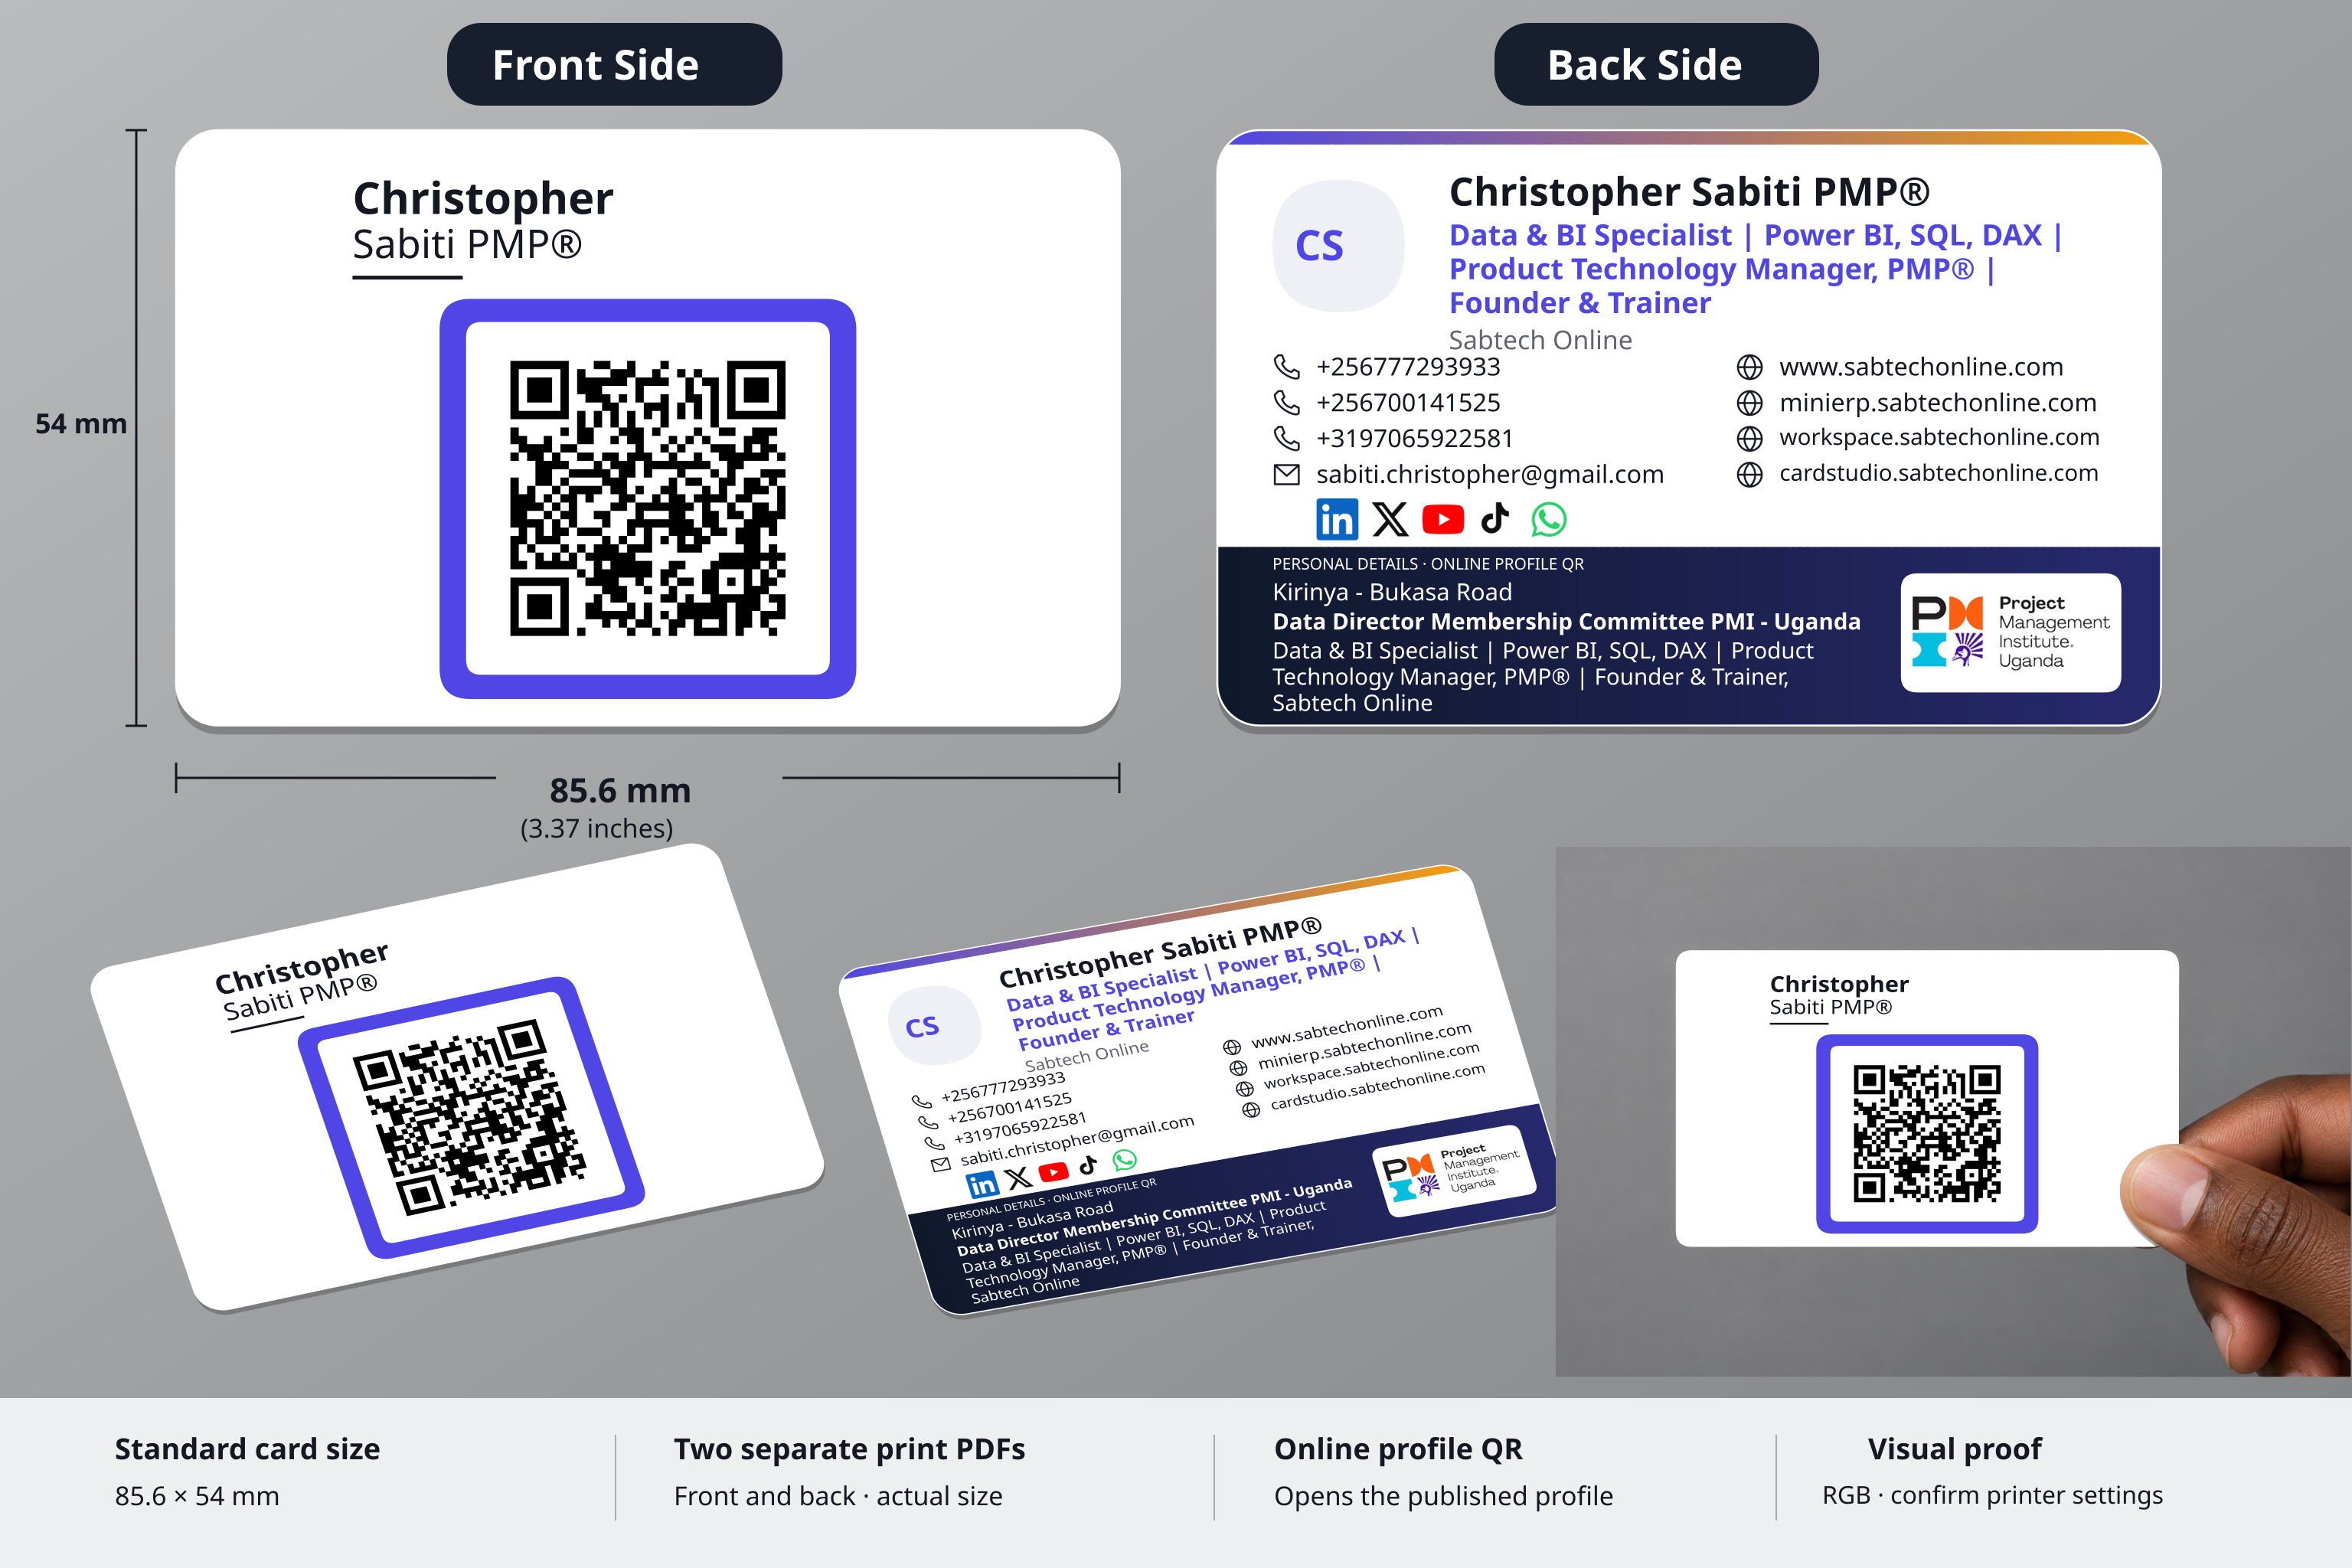 Front Side
Back Side
54 mm
Christopher
Sabiti PMP®
85.6 mm
(3.37 inches)
CS
Christopher Sabiti PMP®
Data & BI Specialist | Power BI, SQL, DAX |
Product Technology Manager, PMP® |
Founder & Trainer
Sabtech Online
+256777293933
+256700141525
+3197065922581
sabiti.christopher@gmail.com
www.sabtechonline.com
minierp.sabtechonline.com
workspace.sabtechonline.com
cardstudio.sabtechonline.com
in
PERSONAL DETAILS · ONLINE PROFILE QR
Kirinya - Bukasa Road
Data Director Membership Committee PMI - Uganda
Data & BI Specialist | Power BI, SQL, DAX | Product
Technology Manager, PMP® | Founder & Trainer,
Sabtech Online
Project
Management
Institute.
Uganda
Christopher
Sabiti PMP®
CS
Christopher Sabiti PMP®
Data & BI Specialist | Power BI, SQL, DAX |
Product Technology Manager, PMP® |
Founder & Trainer
Sabtech Online
+256777293933
+256700141525
+3197065922581
sabiti.christopher@gmail.com
www.sabtechonline.com
minierp.sabtechonline.com
workspace.sabtechonline.com
cardstudio.sabtechonline.com
in
PERSONAL DETAILS · ONLINE PROFILE QR
Kirinya - Bukasa Road
Data Director Membership Committee PMI - Uganda
Data & BI Specialist | Power BI, SQL, DAX | Product
Technology Manager, PMP® | Founder & Trainer,
Sabtech Online
Project
Management
Institute.
Uganda
Christopher
Sabiti PMP®
Standard card size
85.6 × 54 mm
Two separate print PDFs
Front and back · actual size
Online profile QR
Opens the published profile
Visual proof
RGB · confirm printer settings